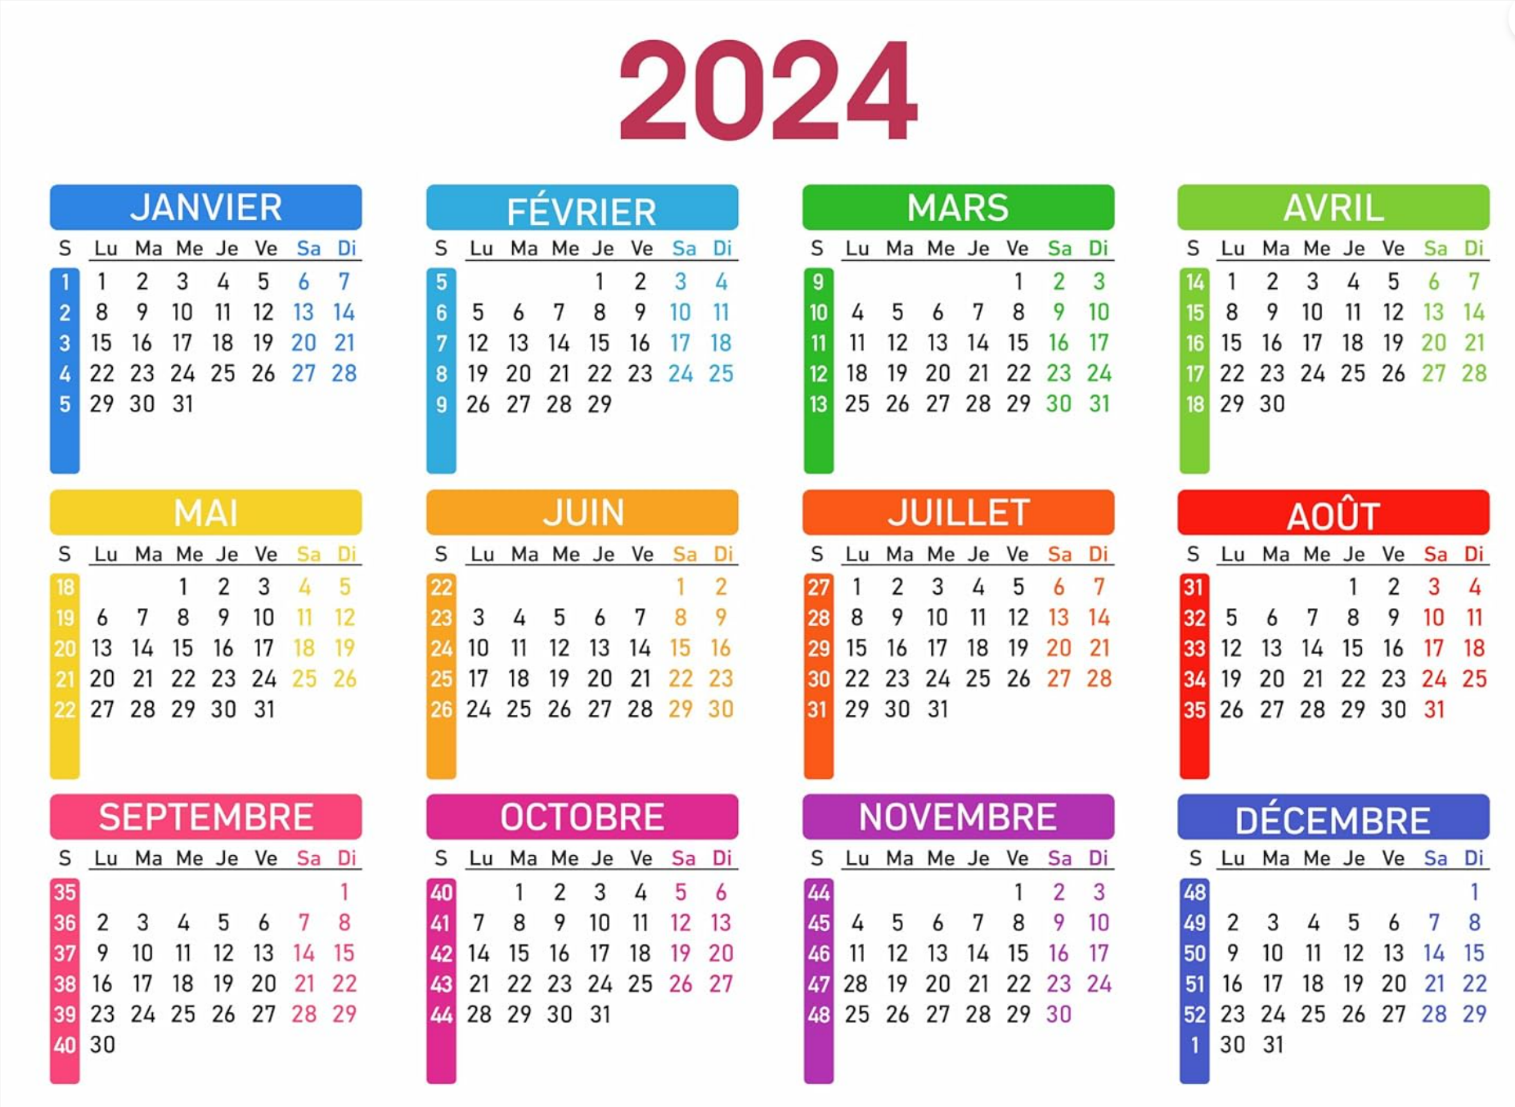 2024
JANVIER
S Lu Ma Me Je Ve Sa Di
1 1 2 3 4 5 6 7
2 8 9 10 11 12 13 14
3 15 16 17 18 19 20 21
4 22 23 24 25 26 27 28
5 29 30 31
FÉVRIER
S Lu Ma Me Je Ve Sa Di
5 1 2 3 4
6 5 6 7 8 9 10 11
7 12 13 14 15 16 17 18
8 19 20 21 22 23 24 25
9 26 27 28 29
MARS
S Lu Ma Me Je Ve Sa Di
9 1 2 3
10 4 5 6 7 8 9 10
11 11 12 13 14 15 16 17
12 18 19 20 21 22 23 24
13 25 26 27 28 29 30 31
AVRIL
S Lu Ma Me Je Ve Sa Di
14 1 2 3 4 5 6 7
15 8 9 10 11 12 13 14
16 15 16 17 18 19 20 21
17 22 23 24 25 26 27 28
18 29 30
MAI
S Lu Ma Me Je Ve Sa Di
18 1 2 3 4 5
19 6 7 8 9 10 11 12
20 13 14 15 16 17 18 19
21 20 21 22 23 24 25 26
22 27 28 29 30 31
JUIN
S Lu Ma Me Je Ve Sa Di
22 1 2
23 3 4 5 6 7 8 9
24 10 11 12 13 14 15 16
25 17 18 19 20 21 22 23
26 24 25 26 27 28 29 30
JUILLET
S Lu Ma Me Je Ve Sa Di
27 1 2 3 4 5 6 7
28 8 9 10 11 12 13 14
29 15 16 17 18 19 20 21
30 22 23 24 25 26 27 28
31 29 30 31
AOÛT
S Lu Ma Me Je Ve Sa Di
31 1 2 3 4
32 5 6 7 8 9 10 11
33 12 13 14 15 16 17 18
34 19 20 21 22 23 24 25
35 26 27 28 29 30 31
SEPTEMBRE
S Lu Ma Me Je Ve Sa Di
35 1
36 2 3 4 5 6 7 8
37 9 10 11 12 13 14 15
38 16 17 18 19 20 21 22
39 23 24 25 26 27 28 29
40 30
OCTOBRE
S Lu Ma Me Je Ve Sa Di
40 1 2 3 4 5 6
41 7 8 9 10 11 12 13
42 14 15 16 17 18 19 20
43 21 22 23 24 25 26 27
44 28 29 30 31
NOVEMBRE
S Lu Ma Me Je Ve Sa Di
44 1 2 3
45 4 5 6 7 8 9 10
46 11 12 13 14 15 16 17
47 28 19 20 21 22 23 24
48 25 26 27 28 29 30
DÉCEMBRE
S Lu Ma Me Je Ve Sa Di
48 1
49 2 3 4 5 6 7 8
50 9 10 11 12 13 14 15
51 16 17 18 19 20 21 22
52 23 24 25 26 27 28 29
1 30 31